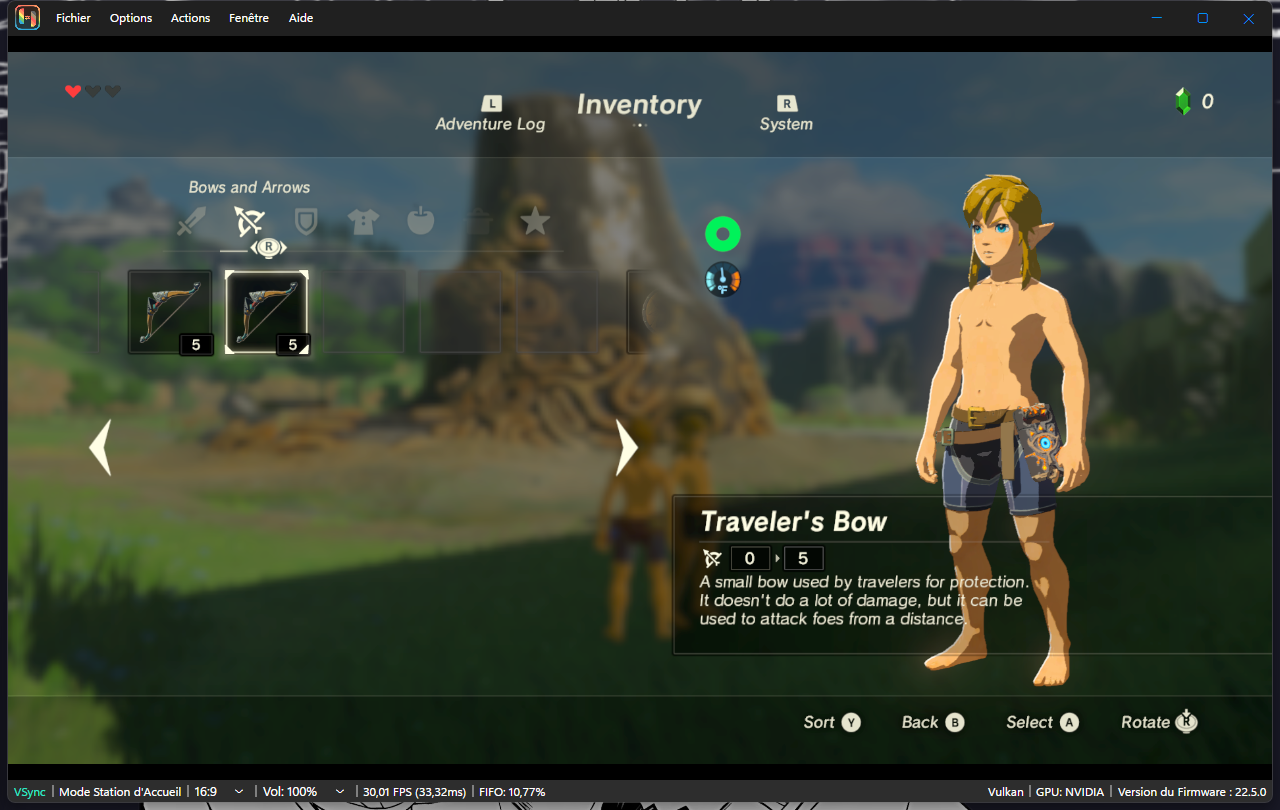 Fichier Options Actions Fenêtre Aide
L Inventory R 0
Adventure Log System
Bows and Arrows
R
°F
5 5
Traveler's Bow
0 5
A small bow used by travelers for protection.
It doesn't do a lot of damage, but it can be
used to attack foes from a distance.
Sort Y Back B Select A Rotate R
VSync | Mode Station d'Accueil | 16:9 | Vol: 100% | 30,01 FPS (33,32ms) | FIFO: 10,77% Vulkan | GPU: NVIDIA | Version du Firmware : 22.5.0